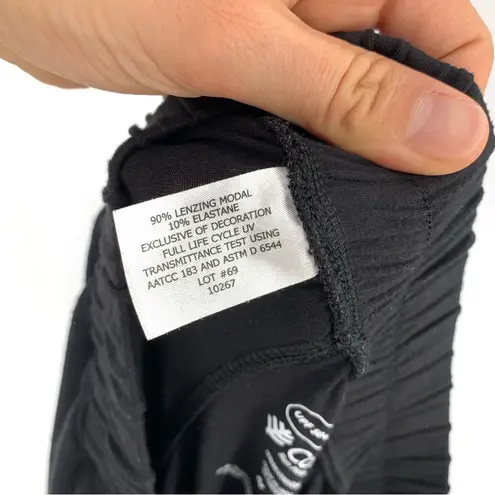 90% LENZING MODAL
10% ELASTANE
EXCLUSIVE OF DECORATION
FULL LIFE CYCLE UV
TRANSMITTANCE TEST USING
AATCC 183 AND ASTM D 6544
LOT #69
10267